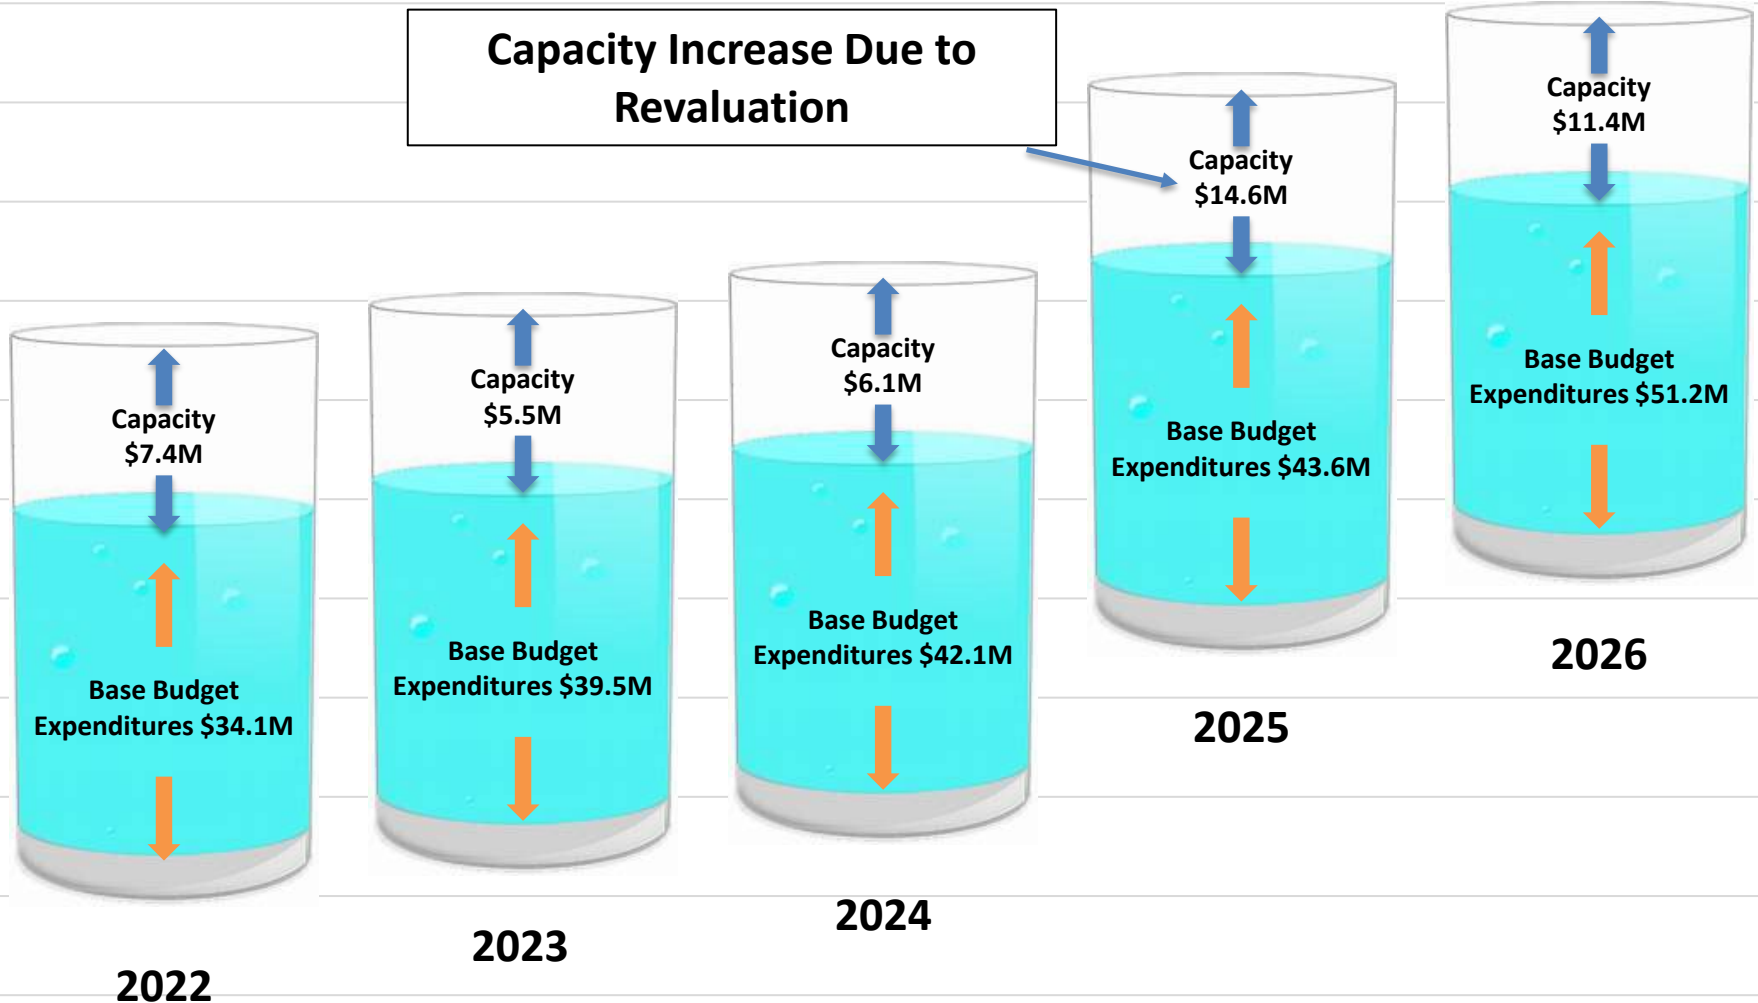 Capacity Increase Due to
Revaluation
Capacity
$7.4M
Base Budget
Expenditures $34.1M
2022
Capacity
$5.5M
Base Budget
Expenditures $39.5M
2023
Capacity
$6.1M
Base Budget
Expenditures $42.1M
2024
Capacity
$14.6M
Base Budget
Expenditures $43.6M
2025
Capacity
$11.4M
Base Budget
Expenditures $51.2M
2026